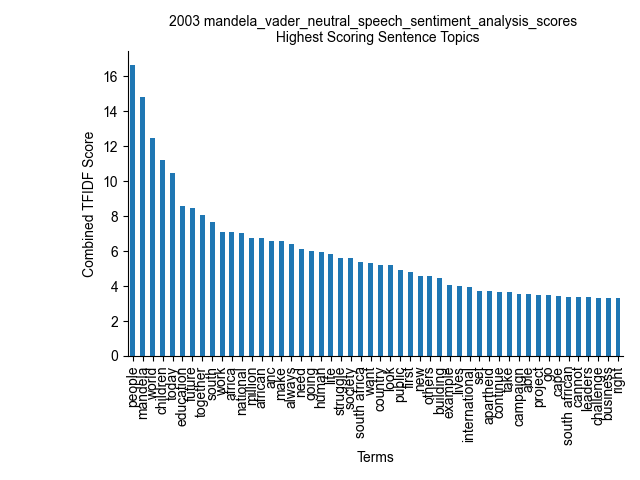 2003 mandela_vader_neutral_speech_sentiment_analysis_scores
Highest Scoring Sentence Topics
Combined TFIDF Score
16
14
12
10
8
6
4
2
0
people
mandela
world
children
today
education
future
together
south
work
africa
national
million
african
anc
make
always
need
going
human
life
struggle
society
south africa
want
country
look
public
first
new
others
building
example
lives
international
set
apartheid
continue
take
campaign
able
project
go
cape
south african
cannot
leaders
challenge
business
right
Terms